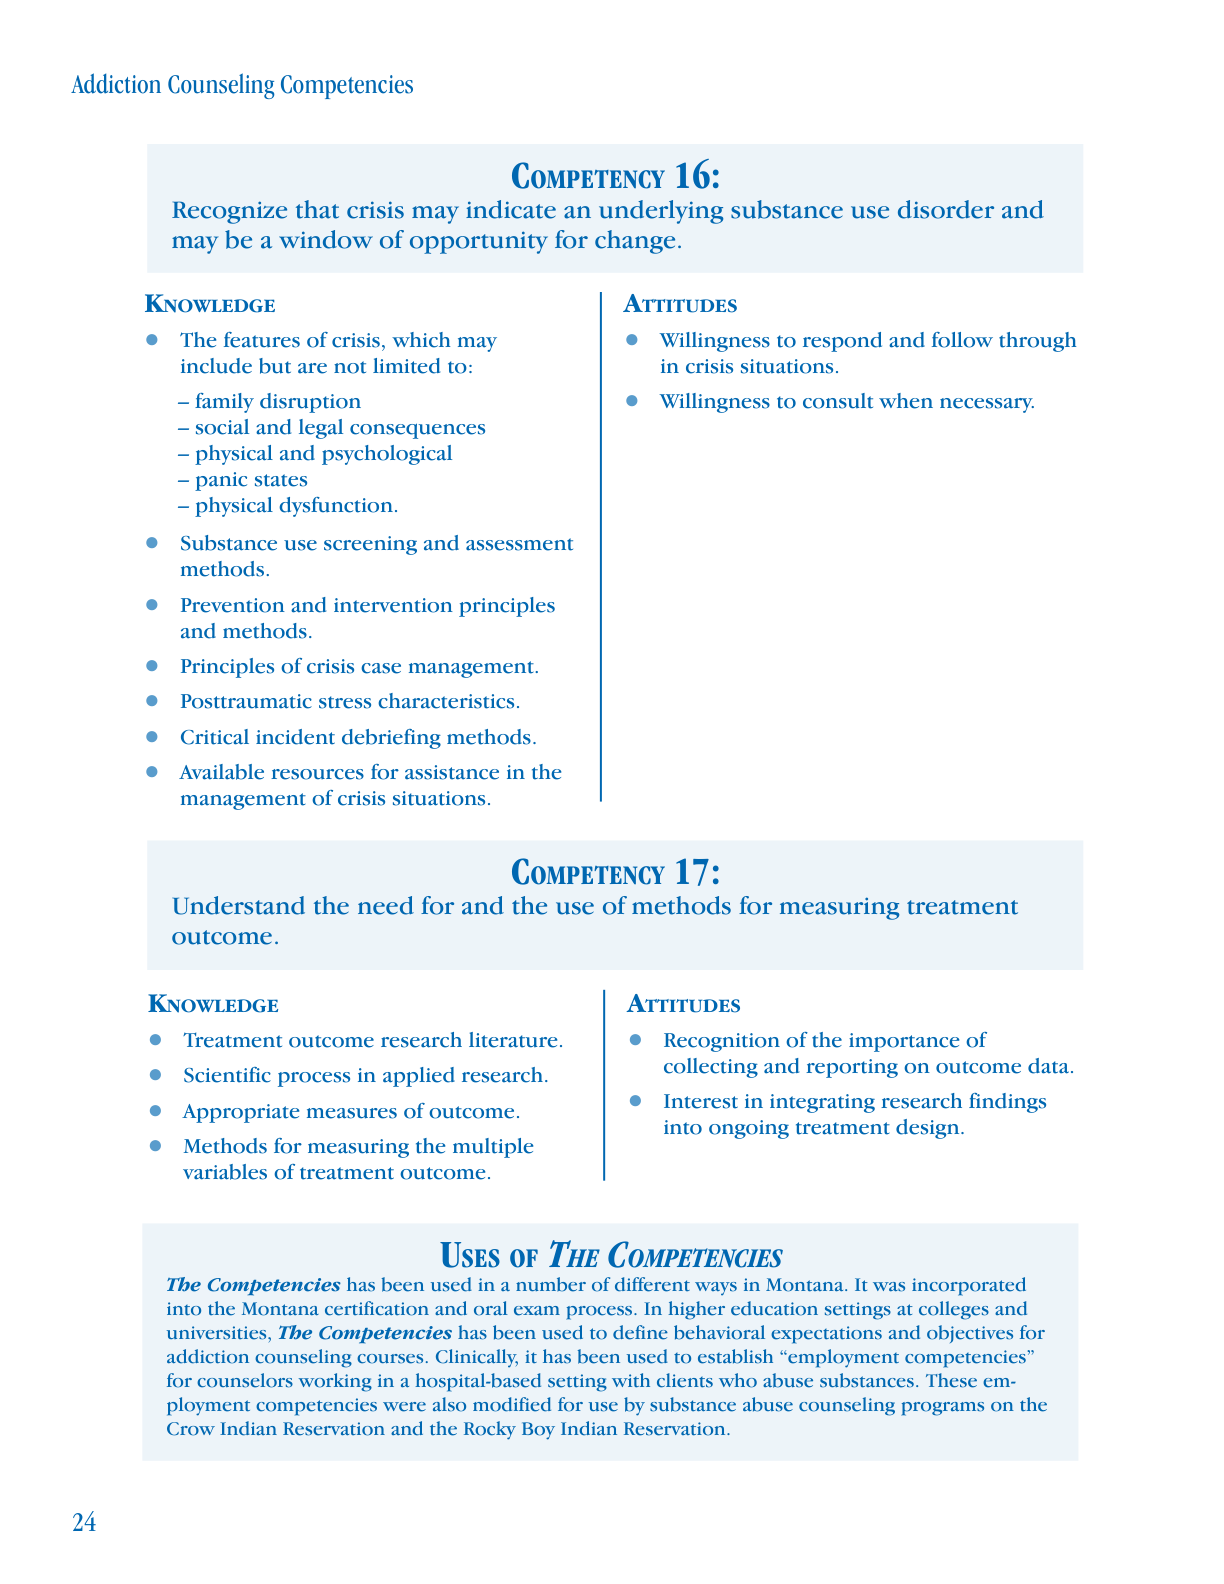 Addiction Counseling Competencies
COMPETENCY 16:
Recognize that crisis may indicate an underlying substance use disorder and
may be a window of opportunity for change.
KNOWLEDGE
● The features of crisis, which may
include but are not limited to:
– family disruption
– social and legal consequences
– physical and psychological
– panic states
– physical dysfunction.
● Substance use screening and assessment
methods.
● Prevention and intervention principles
and methods.
● Principles of crisis case management.
● Posttraumatic stress characteristics.
● Critical incident debriefing methods.
● Available resources for assistance in the
management of crisis situations.
ATTITUDES
● Willingness to respond and follow through
in crisis situations.
● Willingness to consult when necessary.
COMPETENCY 17:
Understand the need for and the use of methods for measuring treatment
outcome.
KNOWLEDGE
● Treatment outcome research literature.
● Scientific process in applied research.
● Appropriate measures of outcome.
● Methods for measuring the multiple
variables of treatment outcome.
ATTITUDES
● Recognition of the importance of
collecting and reporting on outcome data.
● Interest in integrating research findings
into ongoing treatment design.
USES OF THE COMPETENCIES
The Competencies has been used in a number of different ways in Montana. It was incorporated
into the Montana certification and oral exam process. In higher education settings at colleges and
universities, The Competencies has been used to define behavioral expectations and objectives for
addiction counseling courses. Clinically, it has been used to establish “employment competencies”
for counselors working in a hospital-based setting with clients who abuse substances. These em-
ployment competencies were also modified for use by substance abuse counseling programs on the
Crow Indian Reservation and the Rocky Boy Indian Reservation.
24